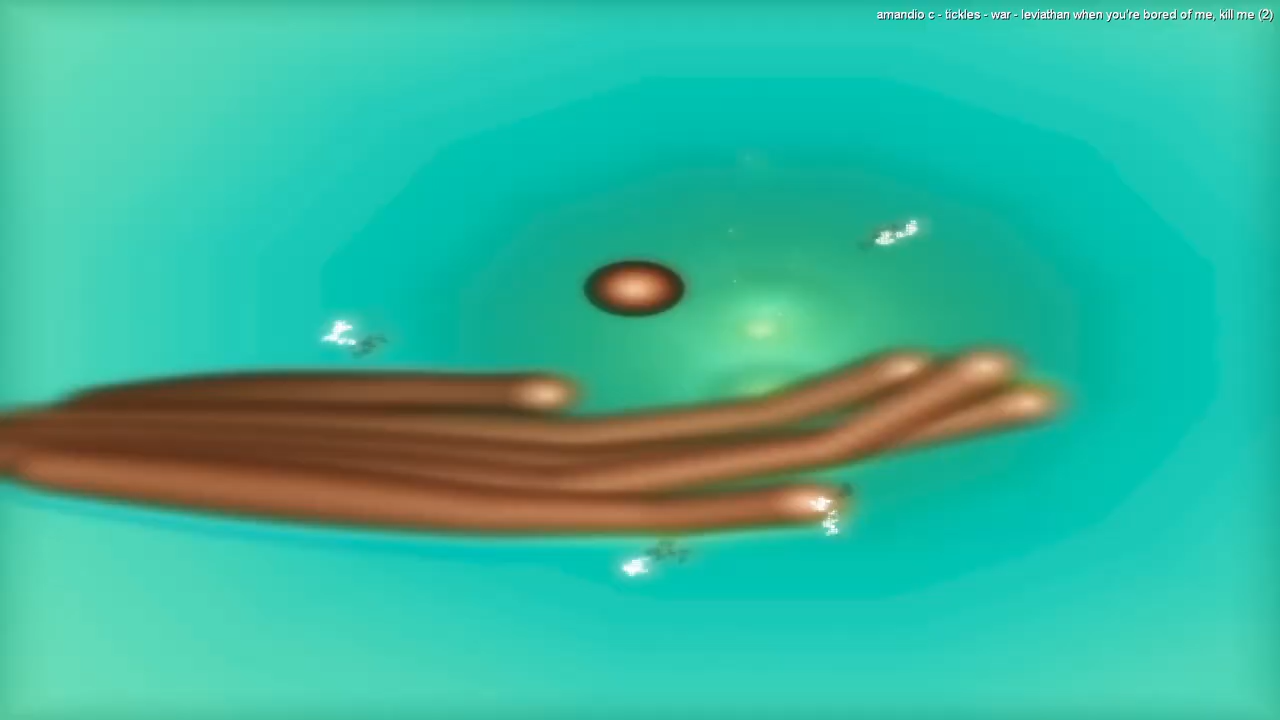 amandio c - tickles - war - leviathan when you're bored of me, kill me (2)